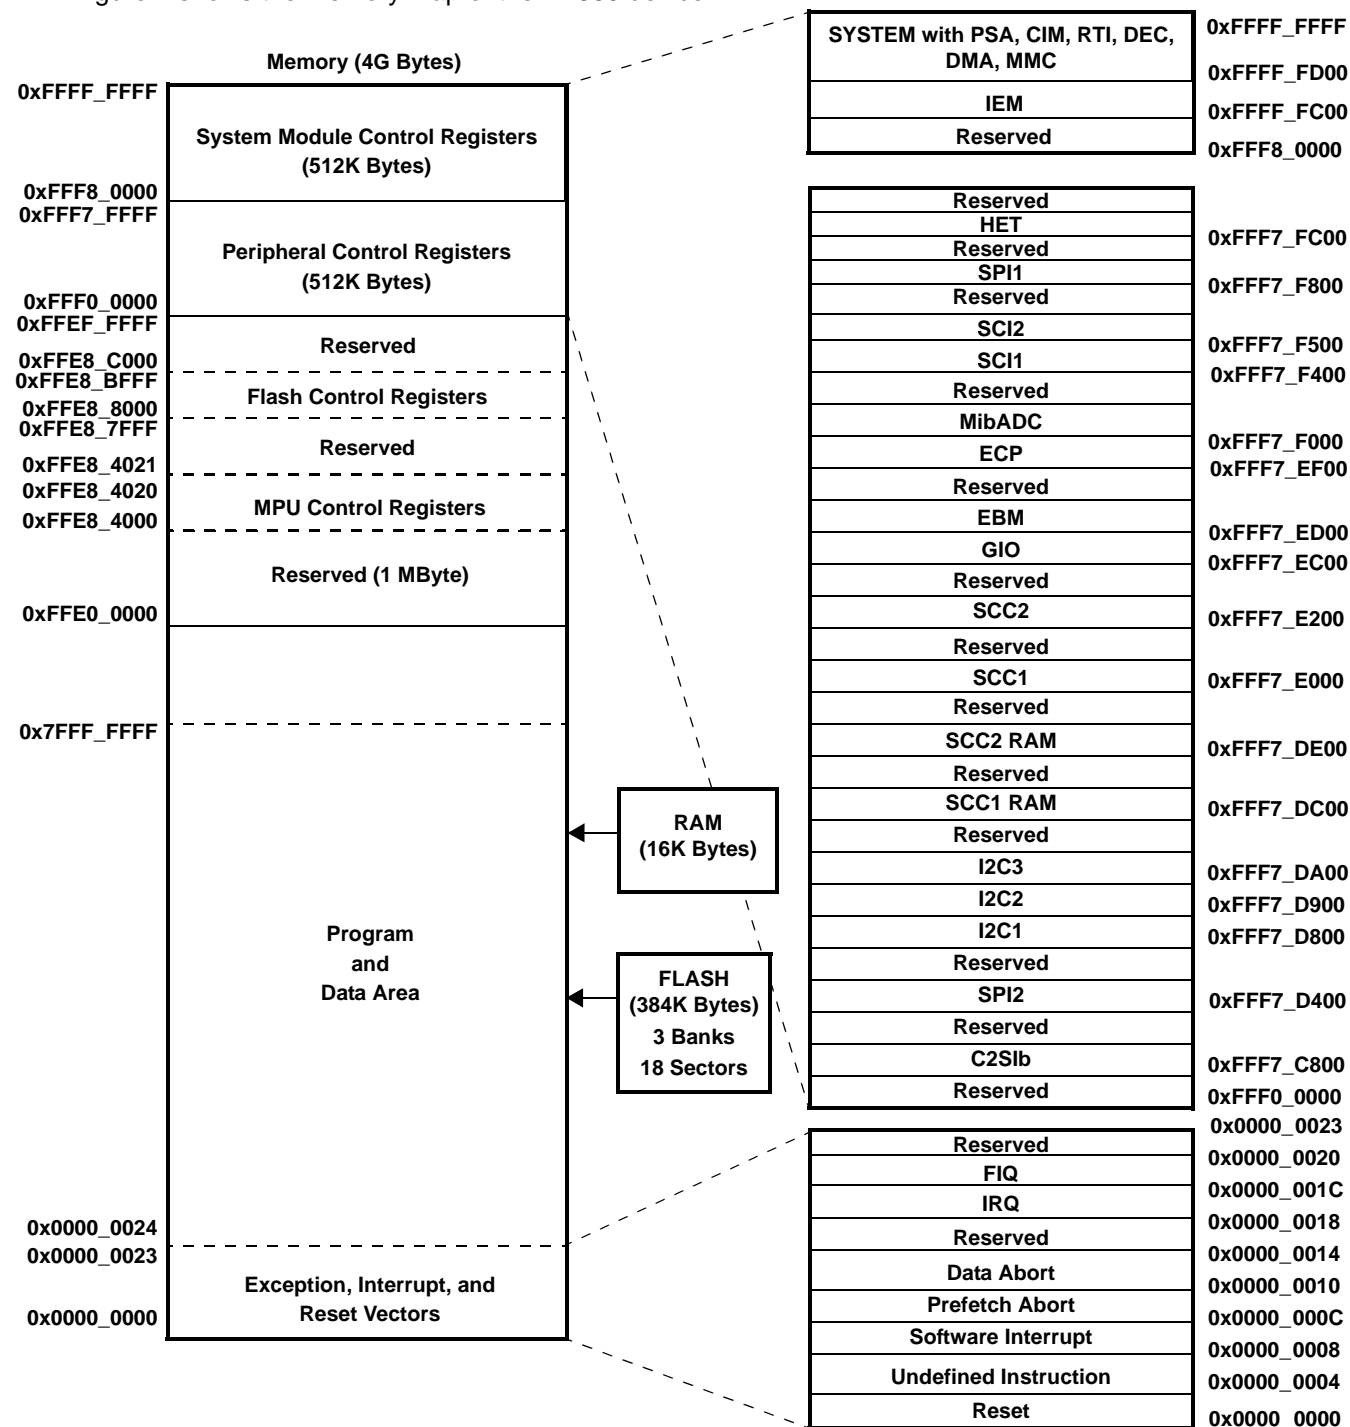 Memory (4G Bytes)
0xFFFF_FFFF
System Module Control Registers
(512K Bytes)
0xFFF8_0000
0xFFF7_FFFF
Peripheral Control Registers
(512K Bytes)
0xFFF0_0000
0xFFEF_FFFF
Reserved
0xFFE8_C000
0xFFE8_BFFF
Flash Control Registers
0xFFE8_8000
0xFFE8_7FFF
Reserved
0xFFE8_4021
0xFFE8_4020
MPU Control Registers
0xFFE8_4000
Reserved (1 MByte)
0xFFE0_0000
0x7FFF_FFFF
Program
and
Data Area
0x0000_0024
0x0000_0023
Exception, Interrupt, and
Reset Vectors
0x0000_0000
RAM
(16K Bytes)
FLASH
(384K Bytes)
3 Banks
18 Sectors
SYSTEM with PSA, CIM, RTI, DEC,
DMA, MMC
0xFFFF_FFFF
0xFFFF_FD00
IEM
0xFFFF_FC00
Reserved
0xFFF8_0000
Reserved
HET
0xFFF7_FC00
Reserved
SPI1
0xFFF7_F800
Reserved
SCI2
0xFFF7_F500
SCI1
0xFFF7_F400
Reserved
MibADC
0xFFF7_F000
ECP
0xFFF7_EF00
Reserved
EBM
0xFFF7_ED00
GIO
0xFFF7_EC00
Reserved
SCC2
0xFFF7_E200
Reserved
SCC1
0xFFF7_E000
Reserved
SCC2 RAM
0xFFF7_DE00
Reserved
SCC1 RAM
0xFFF7_DC00
Reserved
I2C3
0xFFF7_DA00
I2C2
0xFFF7_D900
I2C1
0xFFF7_D800
Reserved
SPI2
0xFFF7_D400
Reserved
C2SIb
0xFFF7_C800
Reserved
0xFFF0_0000
0x0000_0023
Reserved
0x0000_0020
FIQ
0x0000_001C
IRQ
0x0000_0018
Reserved
0x0000_0014
Data Abort
0x0000_0010
Prefetch Abort
0x0000_000C
Software Interrupt
0x0000_0008
Undefined Instruction
0x0000_0004
Reset
0x0000_0000